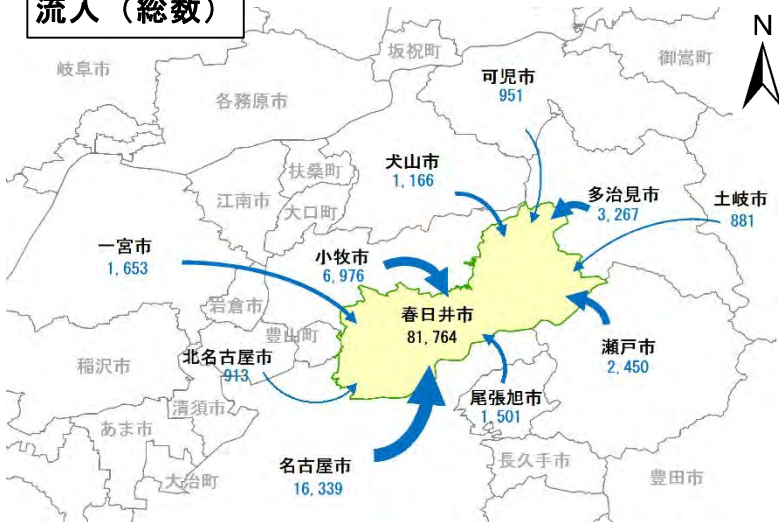 流入（総数）
N
坂祝町
御嵩町
岐阜市
可児市
951
各務原市
犬山市
1,166
扶桑町
多治見市
3,267
土岐市
881
江南市
大口町
一宮市
1,653
小牧市
6,976
岩倉市
春日井市
81,764
豊山町
瀬戸市
2,450
北名古屋市
913
稲沢市
尾張旭市
1,501
清須市
あま市
名古屋市
16,339
長久手市
豊田市
大治町